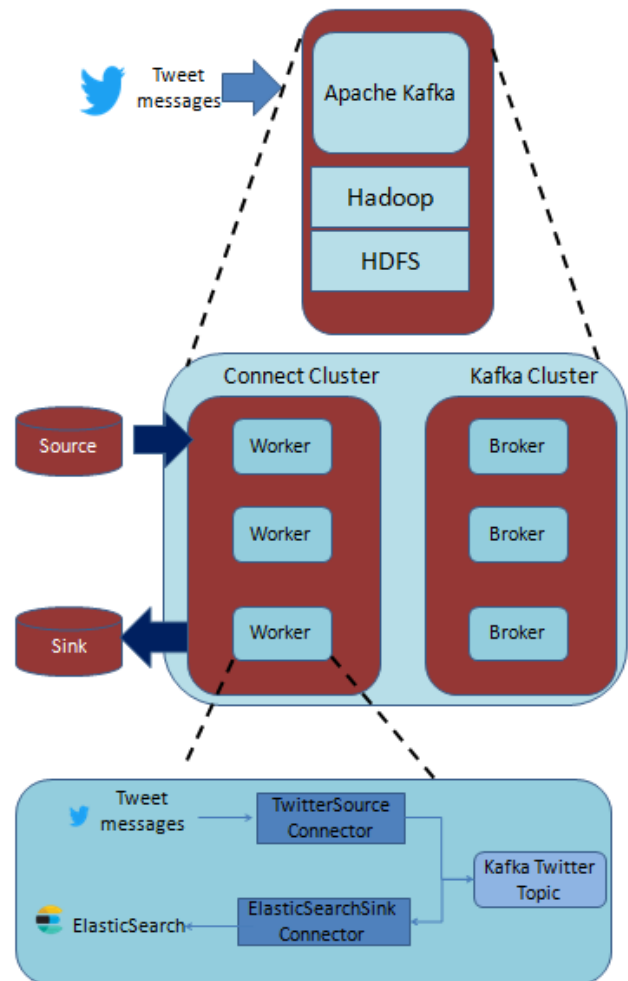 Tweet
messages
Apache Kafka
Hadoop
HDFS
Connect Cluster
Kafka Cluster
Source
Worker
Broker
Worker
Broker
Sink
Worker
Broker
Tweet
messages
TwitterSource
Connector
Kafka Twitter
Topic
ElasticSearch
ElasticSearchSink
Connector